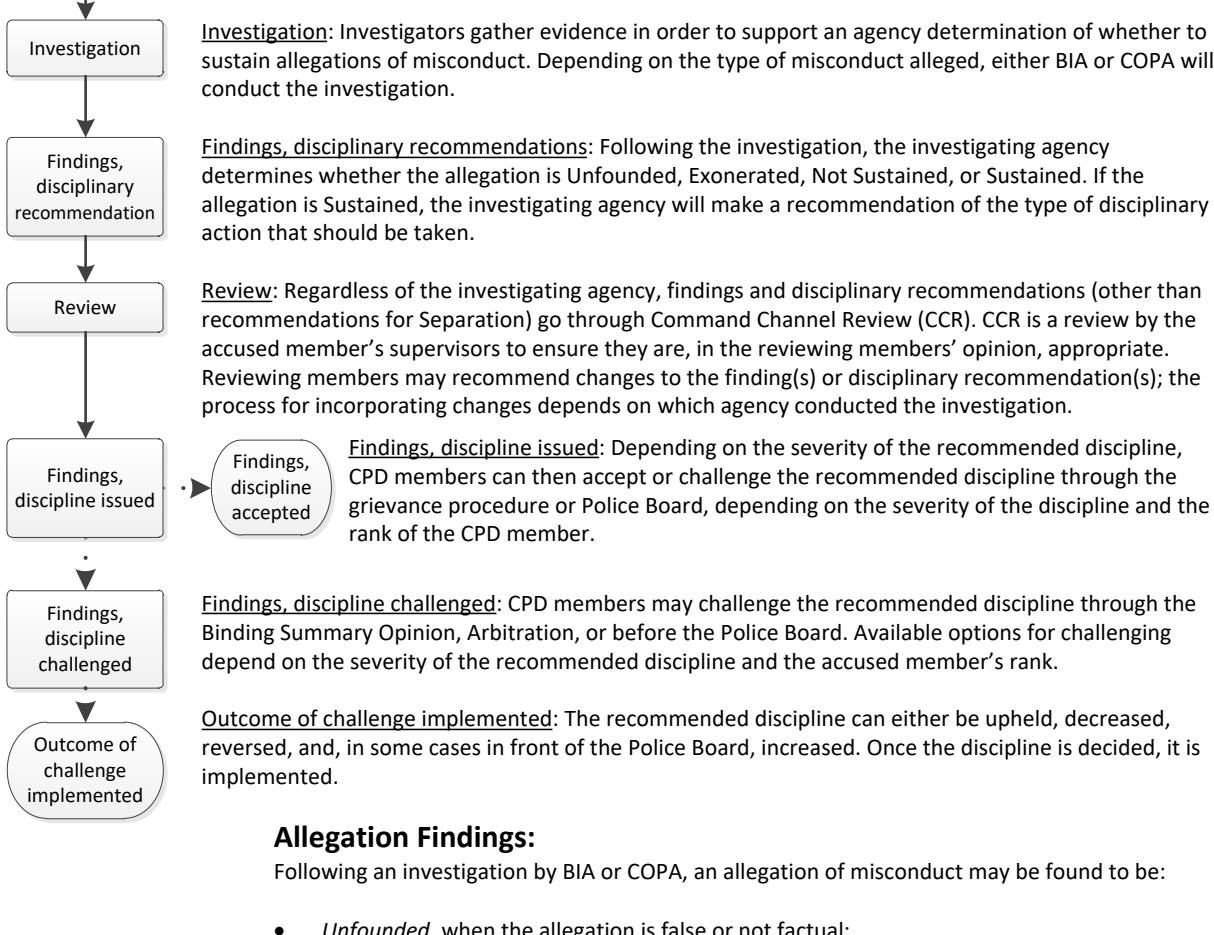 Investigation
Investigation: Investigators gather evidence in order to support an agency determination of whether to
sustain allegations of misconduct. Depending on the type of misconduct alleged, either BIA or COPA will
conduct the investigation.
Findings,
disciplinary
recommendation
Findings, disciplinary recommendations: Following the investigation, the investigating agency
determines whether the allegation is Unfounded, Exonerated, Not Sustained, or Sustained. If the
allegation is Sustained, the investigating agency will make a recommendation of the type of disciplinary
action that should be taken.
Review
Review: Regardless of the investigating agency, findings and disciplinary recommendations (other than
recommendations for Separation) go through Command Channel Review (CCR). CCR is a review by the
accused member’s supervisors to ensure they are, in the reviewing members’ opinion, appropriate.
Reviewing members may recommend changes to the finding(s) or disciplinary recommendation(s); the
process for incorporating changes depends on which agency conducted the investigation.
Findings,
discipline issued
Findings,
discipline
accepted
Findings, discipline issued: Depending on the severity of the recommended discipline,
CPD members can then accept or challenge the recommended discipline through the
grievance procedure or Police Board, depending on the severity of the discipline and the
rank of the CPD member.
Findings,
discipline
challenged
Findings, discipline challenged: CPD members may challenge the recommended discipline through the
Binding Summary Opinion, Arbitration, or before the Police Board. Available options for challenging
depend on the severity of the recommended discipline and the accused member’s rank.
Outcome of
challenge
implemented
Outcome of challenge implemented: The recommended discipline can either be upheld, decreased,
reversed, and, in some cases in front of the Police Board, increased. Once the discipline is decided, it is
implemented.
Allegation Findings:
Following an investigation by BIA or COPA, an allegation of misconduct may be found to be:
• Unfounded, when the allegation is false or not factual;